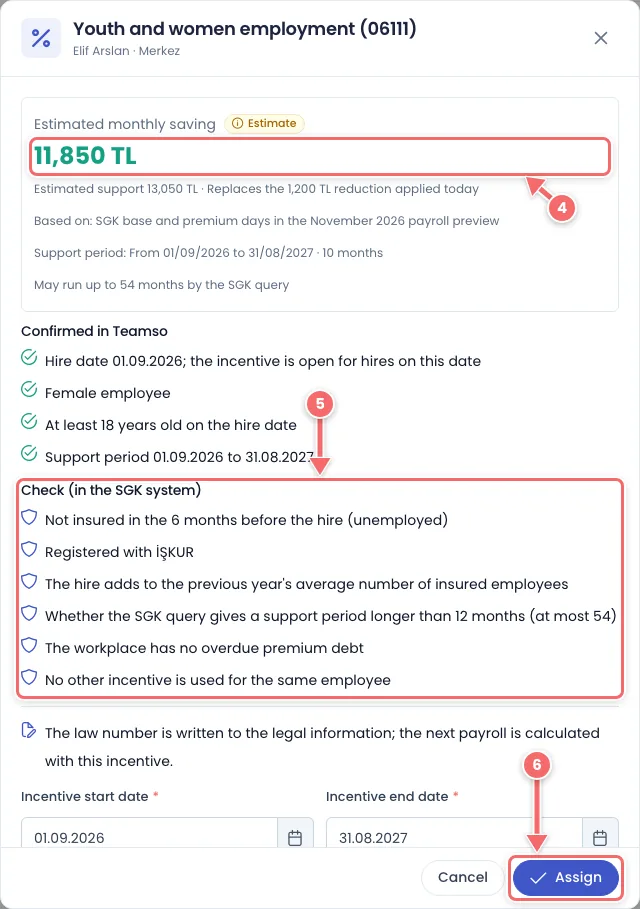 Youth and women employment (06111)
Elif Arslan · Merkez
Estimated monthly saving
Estimate
11,850 TL
Estimated support 13,050 TL · Replaces the 1,200 TL reduction applied today
4
Based on: SGK base and premium days in the November 2026 payroll preview
Support period: From 01/09/2026 to 31/08/2027 · 10 months
May run up to 54 months by the SGK query
Confirmed in Teamso
Hire date 01.09.2026; the incentive is open for hires on this date
Female employee
5
At least 18 years old on the hire date
Support period 01.09.2026 to 31.08.2027
Check (in the SGK system)
Not insured in the 6 months before the hire (unemployed)
Registered with İŞKUR
The hire adds to the previous year's average number of insured employees
Whether the SGK query gives a support period longer than 12 months (at most 54)
The workplace has no overdue premium debt
No other incentive is used for the same employee
The law number is written to the legal information; the next payroll is calculated
with this incentive.
6
Incentive start date *
Incentive end date *
01.09.2026
31.08.2027
Cancel
Assign